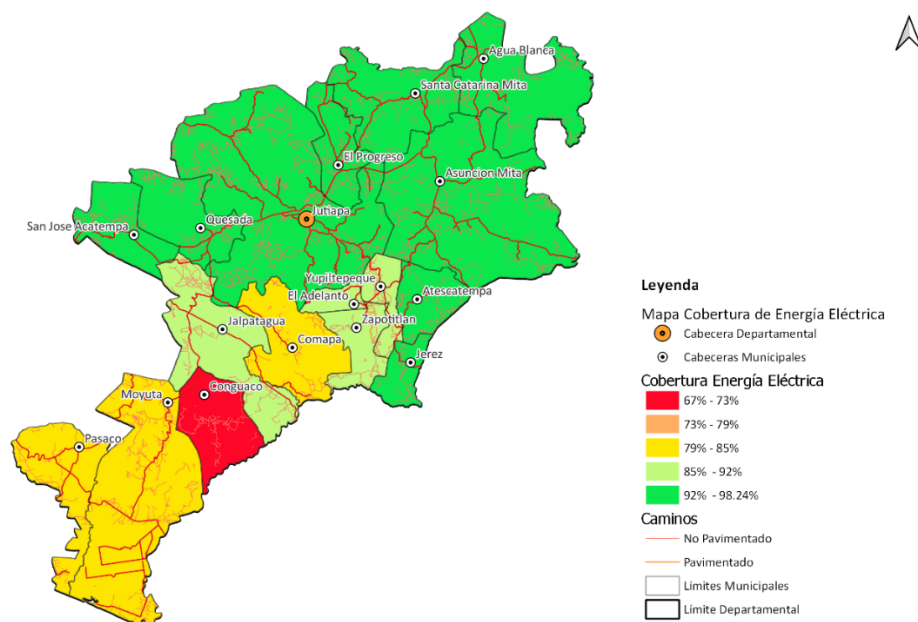 Agua Blanca
Santa Catarina Mita
El Progreso
Asuncion Mita
Jutiapa
Quesada
San Jose Acatempa
Yupiltepeque
El Adelanto
Atescatempa
Zapotitlán
Jalpatagua
Comapa
Jerez
Conguaco
Moyuta
Pasaco
Leyenda
Mapa Cobertura de Energía Eléctrica
Cabecera Departamental
Cabeceras Municipales
Cobertura Energía Eléctrica
67% - 73%
73% - 79%
79% - 85%
85% - 92%
92% - 98.24%
Caminos
No Pavimentado
Pavimentado
Limites Municipales
Límite Departamental